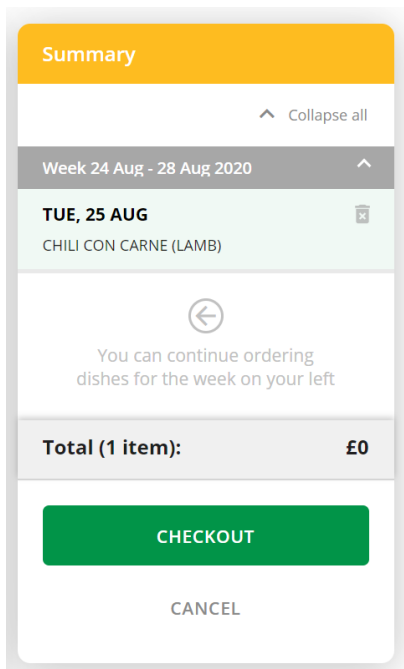 Summary
Collapse all
Week 24 Aug - 28 Aug 2020
TUE, 25 AUG
CHILI CON CARNE (LAMB)
You can continue ordering
dishes for the week on your left
Total (1 item): £0
CHECKOUT
CANCEL